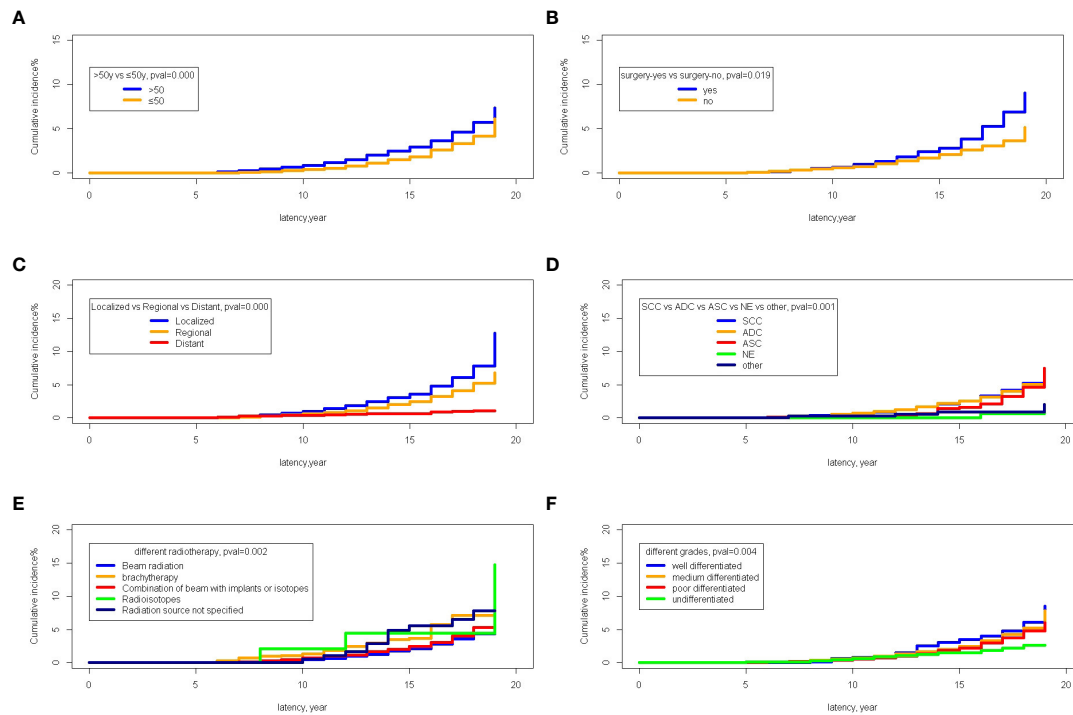 A
Cumulative incidence%
15
10
5
0
>50y vs ≤50y, pval=0.000
>50
≤50
0 5 10 15 20
latency,year
B
Cumulative incidence%
15
10
5
0
surgery-yes vs surgery-no, pval=0.019
yes
no
0 5 10 15 20
latency,year
C
Cumulative incidence%
20
15
10
5
0
Localized vs Regional vs Distant, pval=0.000
Localized
Regional
Distant
0 5 10 15 20
latency,year
D
Cumulative incidence%
20
15
10
5
0
SCC vs ADC vs ASC vs NE vs other, pval=0.001
SCC
ADC
ASC
NE
other
0 5 10 15 20
latency, year
E
Cumulative incidence%
20
15
10
5
0
different radiotherapy, pval=0.002
Beam radiation
brachytherapy
Combination of beam with implants or isotopes
Radioisotopes
Radiation source not specified
0 5 10 15 20
latency, year
F
Cumulative incidence%
20
15
10
5
0
different grades, pval=0.004
well differentiated
medium differentiated
poor differentiated
undifferentiated
0 5 10 15 20
latency, year